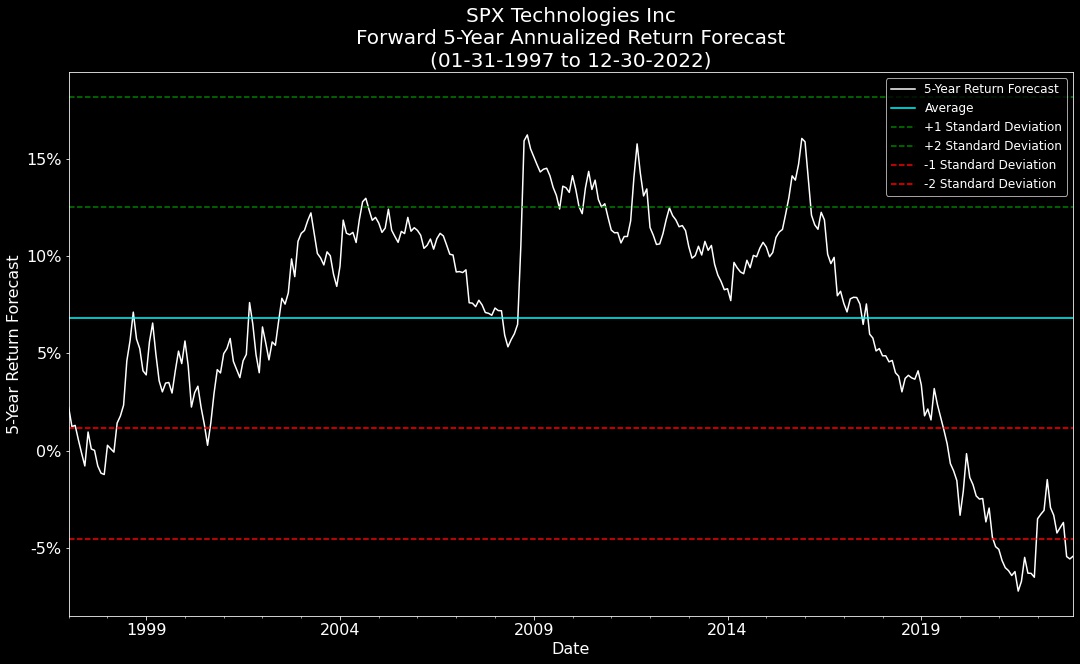 SPX Technologies Inc
Forward 5-Year Annualized Return Forecast
(01-31-1997 to 12-30-2022)
5-Year Return Forecast
Average
+1 Standard Deviation
+2 Standard Deviation
-1 Standard Deviation
-2 Standard Deviation
5-Year Return Forecast
15%
10%
5%
0%
-5%
1999 2004 2009 2014 2019
Date